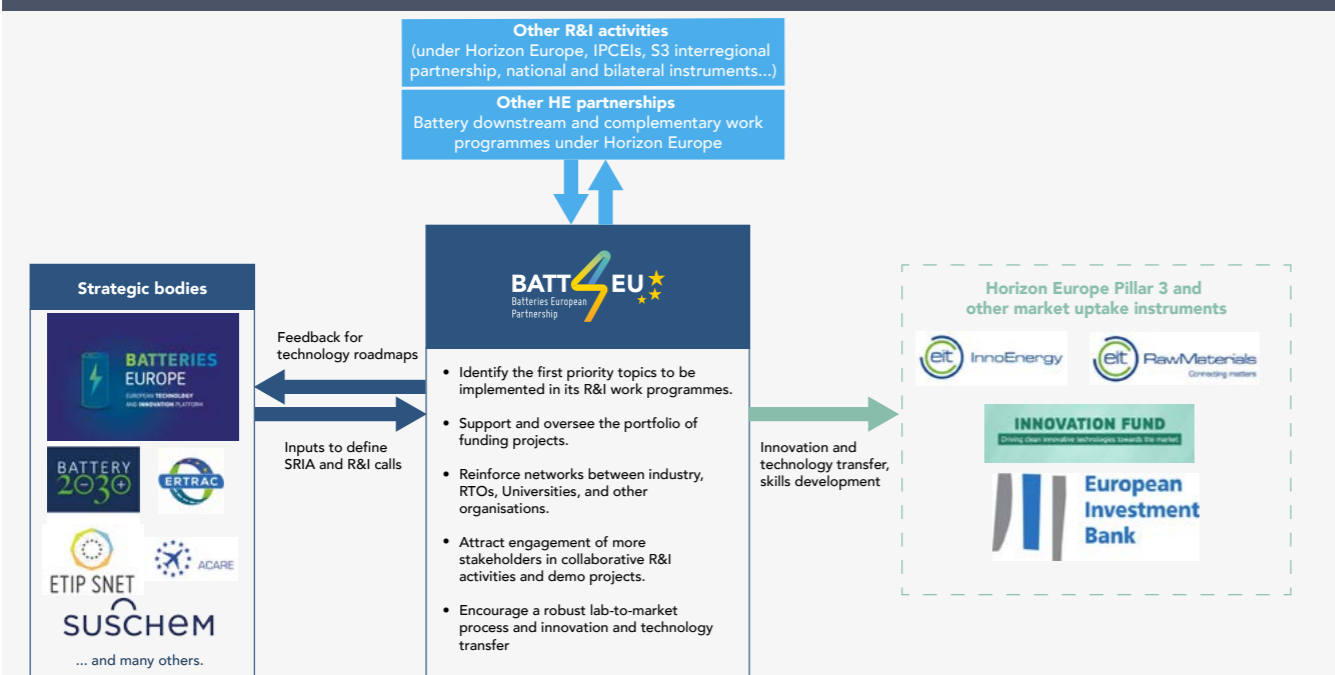 Other R&I activities
(under Horizon Europe, IPCEIs, S3 interregional
partnership, national and bilateral instruments...)
Other HE partnerships
Battery downstream and complementary work
programmes under Horizon Europe
Strategic bodies
BATTERIES
EUROPE
EUROPEAN TECHNOLOGY
AND INNOVATION PLATFORM
BATTERY
2030+
ERTRAC
ETIP SNET
ACARE
SUSCHEM
... and many others.
Feedback for
technology roadmaps
Inputs to define
SRIA and R&I calls
BATT4EU
Batteries European
Partnership
• Identify the first priority topics to be
implemented in its R&I work programmes.
• Support and oversee the portfolio of
funding projects.
• Reinforce networks between industry,
RTOs, Universities, and other
organisations.
• Attract engagement of more
stakeholders in collaborative R&I
activities and demo projects.
• Encourage a robust lab-to-market
process and innovation and technology
transfer
Innovation and
technology transfer,
skills development
Horizon Europe Pillar 3 and
other market uptake instruments
eit InnoEnergy
eit RawMaterials
Connecting matters
INNOVATION FUND
Driving clean innovative technologies towards the market
European
Investment
Bank